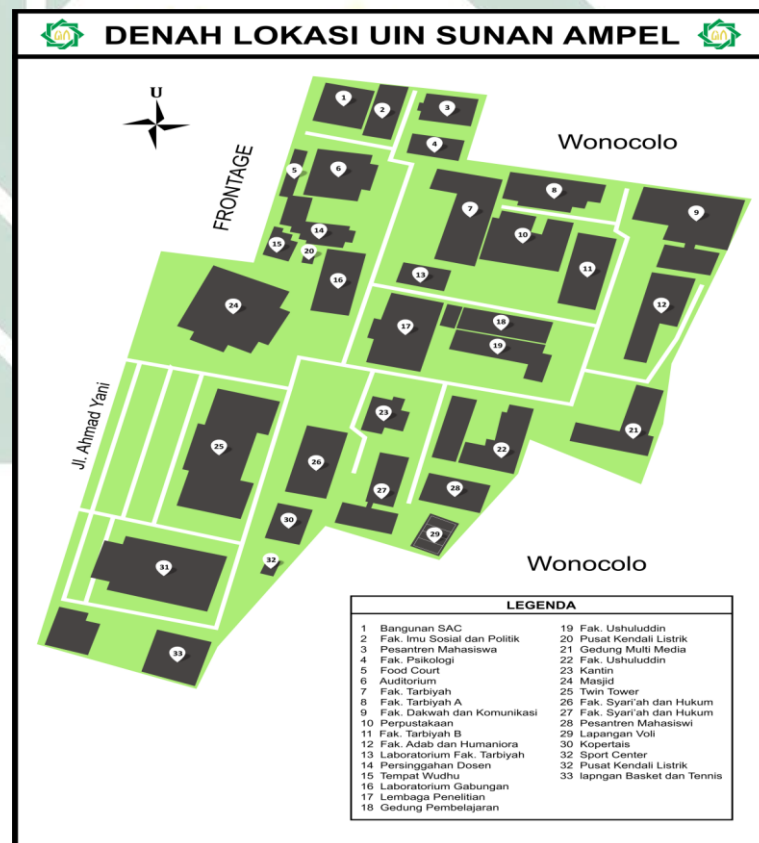 DENAH LOKASI UIN SUNAN AMPEL
U
FRONTAGE
Wonocolo
Jl. Ahmad Yani
Wonocolo
1
2
3
4
5
6
7
8
9
10
11
12
13
14
15
16
17
18
19
20
21
22
23
24
25
26
27
28
29
30
31
32
33
LEGENDA
1 Bangunan SAC
2 Fak. Imu Sosial dan Politik
3 Pesantren Mahasiswa
4 Fak. Psikologi
5 Food Court
6 Auditorium
7 Fak. Tarbiyah
8 Fak. Tarbiyah A
9 Fak. Dakwah dan Komunikasi
10 Perpustakaan
11 Fak. Tarbiyah B
12 Fak. Adab dan Humaniora
13 Laboratorium Fak. Tarbiyah
14 Persinggahan Dosen
15 Tempat Wudhu
16 Laboratorium Gabungan
17 Lembaga Penelitian
18 Gedung Pembelajaran
19 Fak. Ushuluddin
20 Pusat Kendali Listrik
21 Gedung Multi Media
22 Fak. Ushuluddin
23 Kantin
24 Masjid
25 Twin Tower
26 Fak. Syari'ah dan Hukum
27 Fak. Syari'ah dan Hukum
28 Pesantren Mahasiswi
29 Lapangan Voli
30 Kopertais
32 Sport Center
32 Pusat Kendali Listrik
33 lapngan Basket dan Tennis